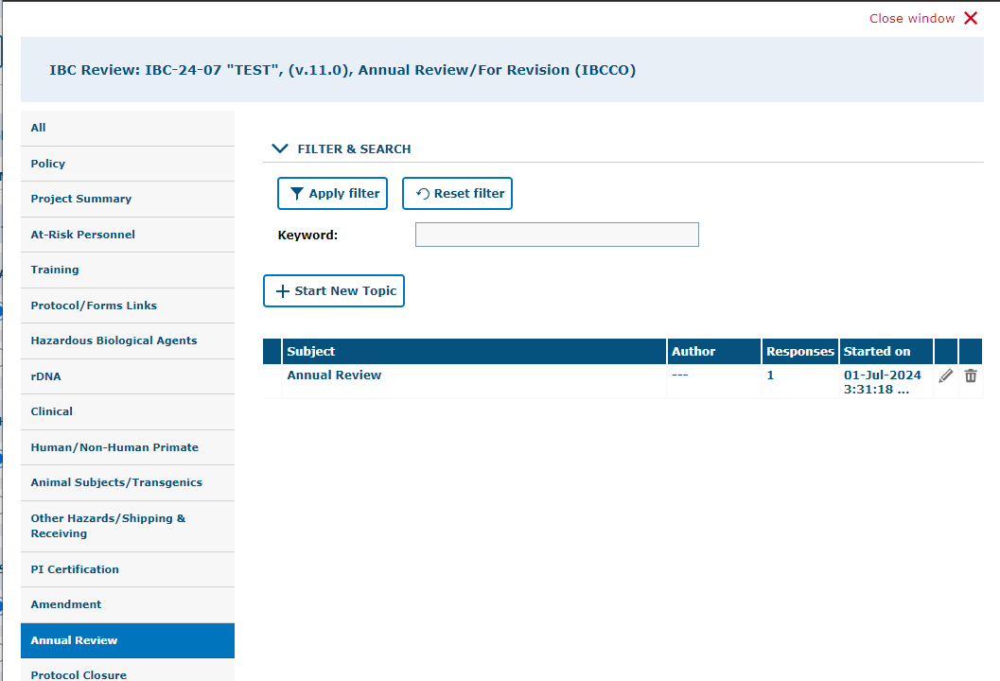 Close window
IBC Review: IBC-24-07 "TEST", (v.11.0), Annual Review/For Revision (IBCCO)
All
Policy
Project Summary
At-Risk Personnel
Training
Protocol/Forms Links
Hazardous Biological Agents
rDNA
Clinical
Human/Non-Human Primate
Animal Subjects/Transgenics
Other Hazards/Shipping &
Receiving
PI Certification
Amendment
Annual Review
Protocol Closure
FILTER & SEARCH
Apply filter Reset filter
Keyword:
Start New Topic
Subject Author Responses Started on
Annual Review --- 1 01-Jul-2024
3:31:18 ...